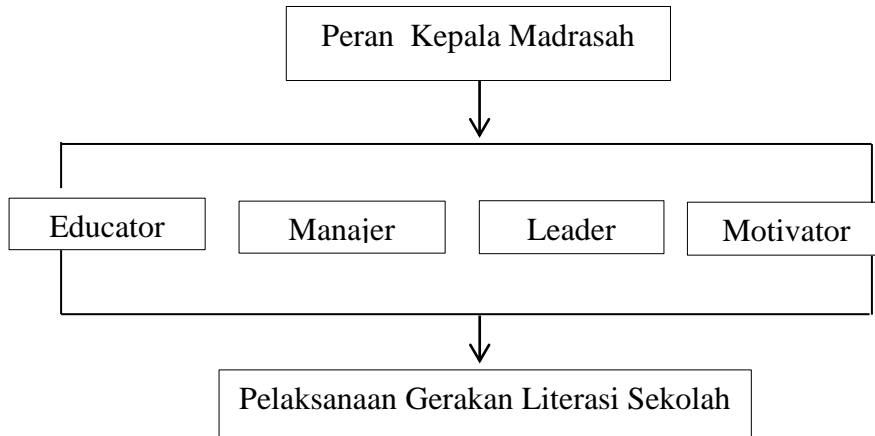 Peran Kepala Madrasah
Educator
Manajer
Leader
Motivator
Pelaksanaan Gerakan Literasi Sekolah